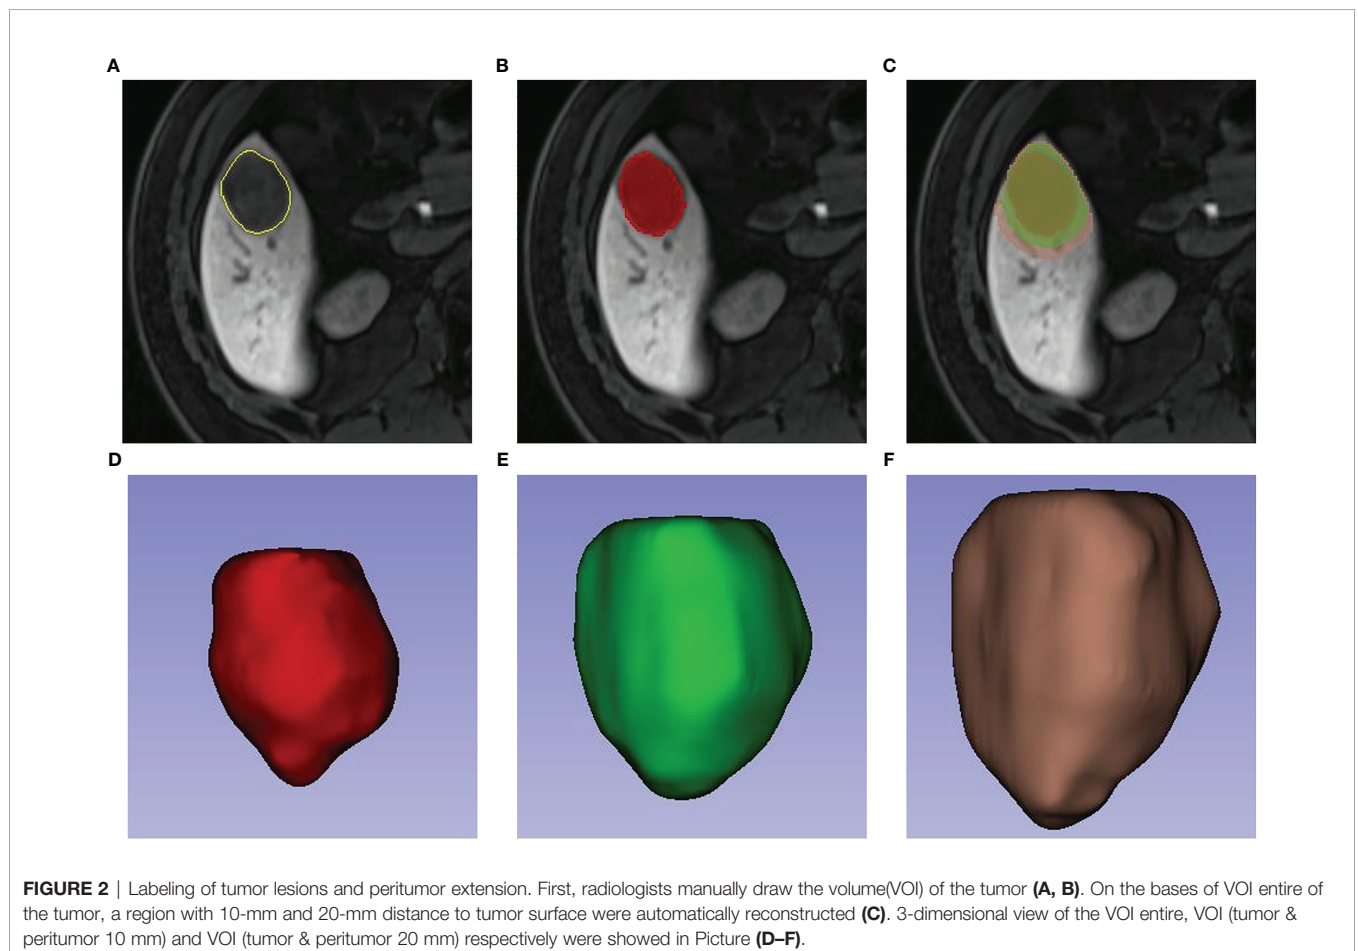 A
B
C
D
E
F
FIGURE 2 | Labeling of tumor lesions and peritumor extension. First, radiologists manually draw the volume(VOI) of the tumor (A, B). On the bases of VOI entire of
the tumor, a region with 10-mm and 20-mm distance to tumor surface were automatically reconstructed (C). 3-dimensional view of the VOI entire, VOI (tumor &
peritumor 10 mm) and VOI (tumor & peritumor 20 mm) respectively were showed in Picture (D–F).